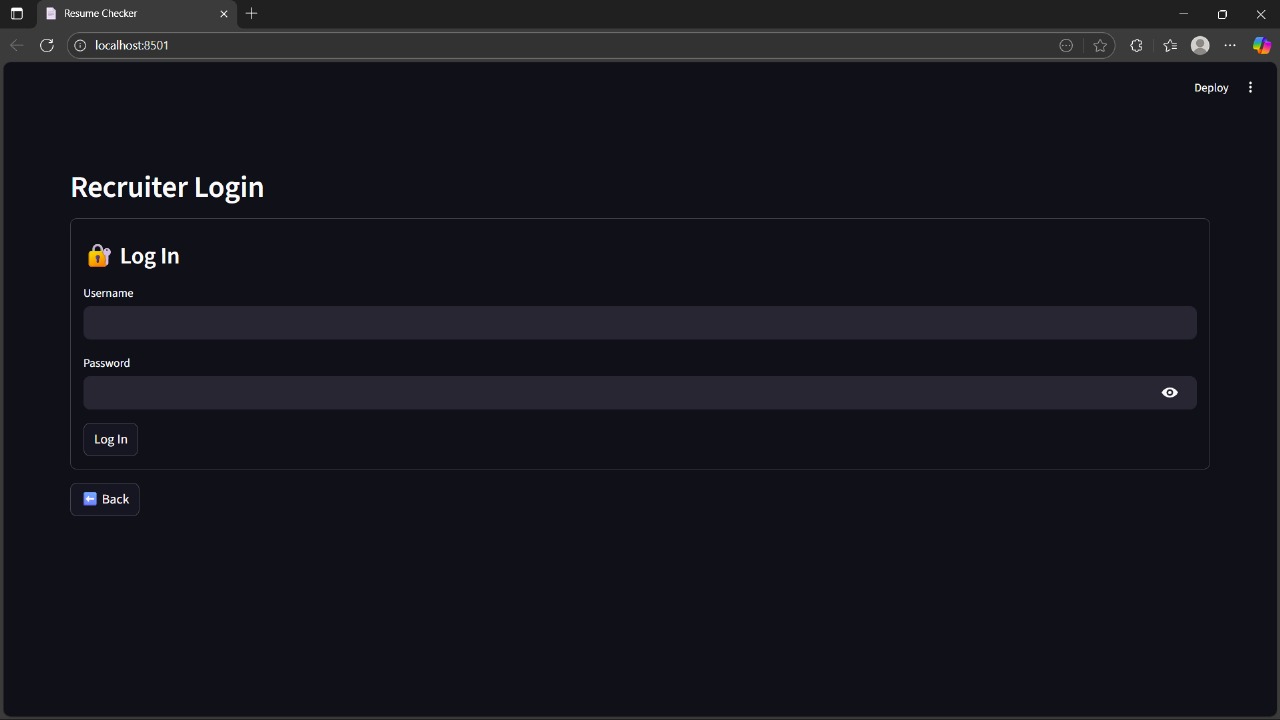 Resume Checker
localhost:8501
Deploy
Recruiter Login
Log In
Username
Password
Log In
Back